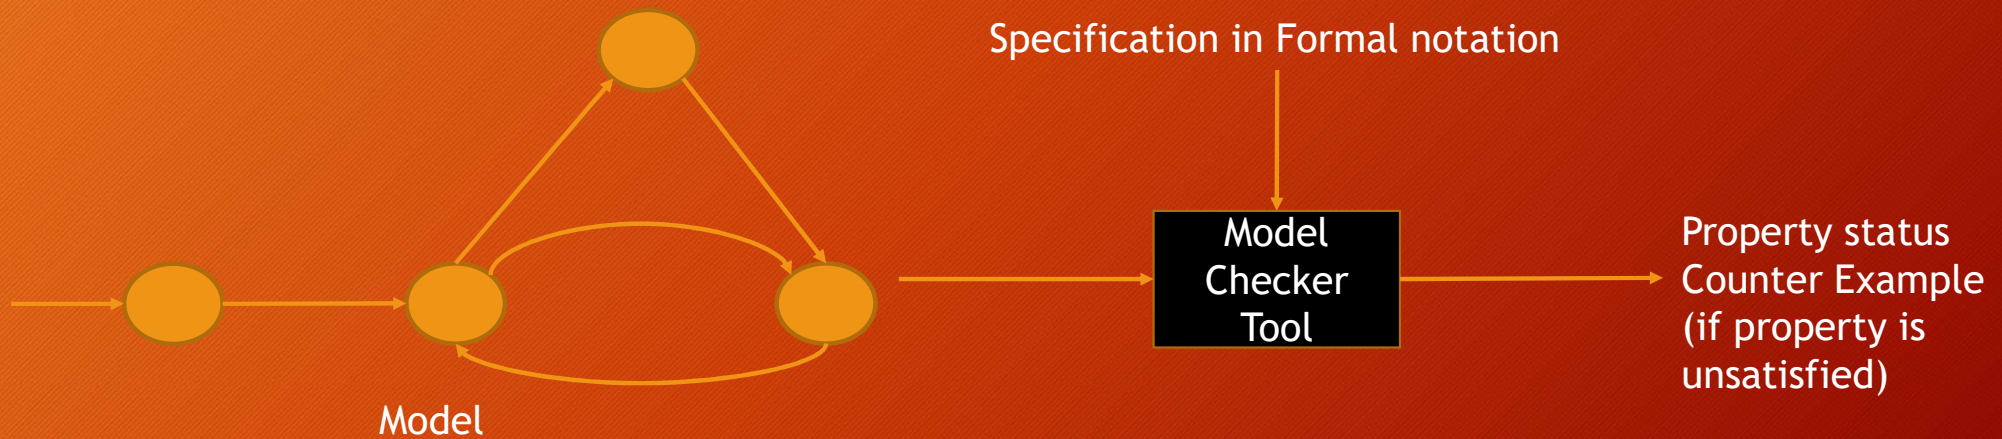 Specification in Formal notation
Model
Checker
Tool
Property status
Counter Example
(if property is
unsatisfied)
Model